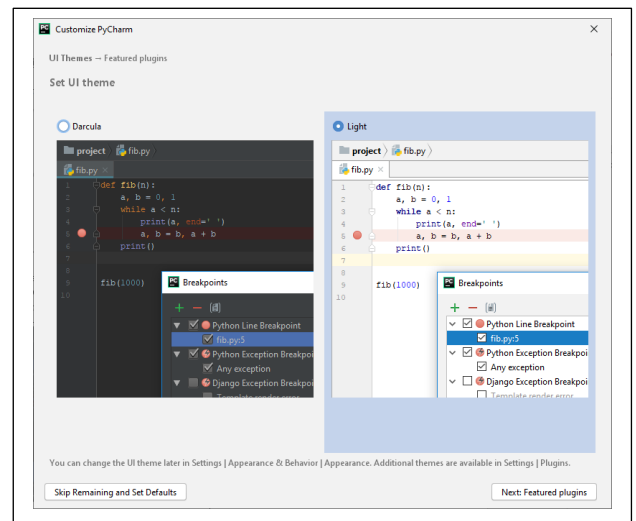 PC Customize PyCharm
UI Themes → Featured plugins
Set UI theme
Darcula
project fib.py
fib.py ×
1 def fib(n):
2 a, b = 0, 1
3 while a < n:
4 print(a, end=' ')
5 a, b = b, a + b
6 print()
7
8
9 fib(1000)
10
PC Breakpoints
Python Line Breakpoint
fib.py:5
Python Exception Breakpoi
Any exception
Django Exception Breakpoi
Template render error
Light
project fib.py
fib.py ×
1 def fib(n):
2 a, b = 0, 1
3 while a < n:
4 print(a, end=' ')
5 a, b = b, a + b
6 print()
7
8
9 fib(1000)
10
PC Breakpoints
Python Line Breakpoint
fib.py:5
Python Exception Breakpoi
Any exception
Django Exception Breakpoi
Template render error
You can change the UI theme later in Settings | Appearance & Behavior | Appearance. Additional themes are available in Settings | Plugins.
Skip Remaining and Set Defaults
Next: Featured plugins